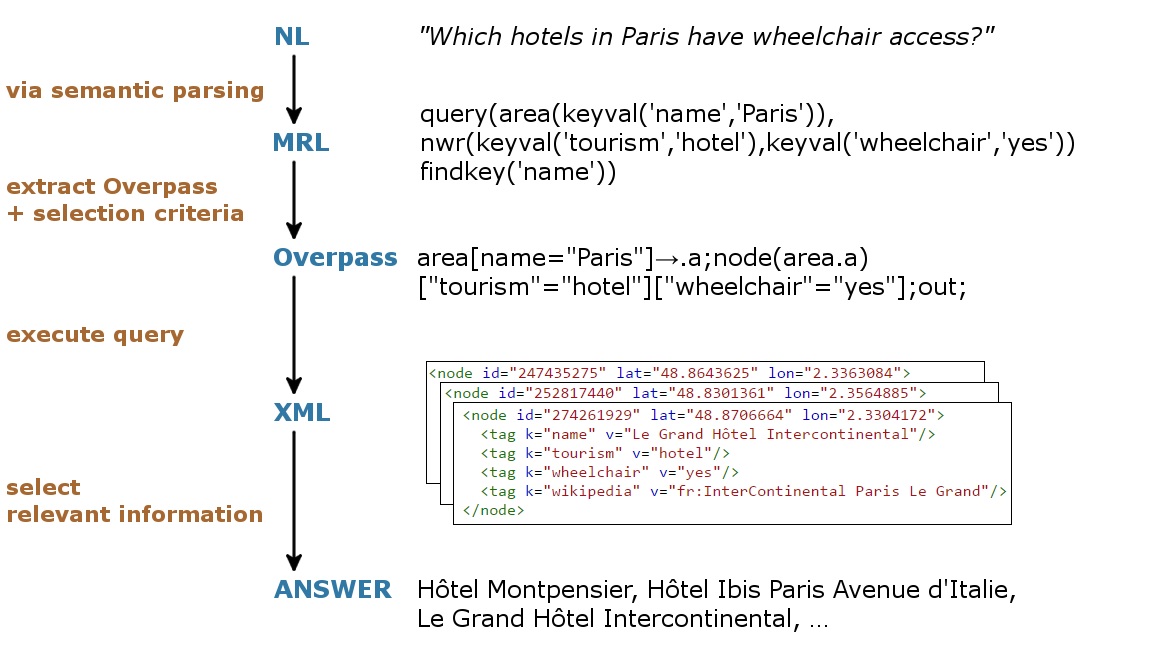 NL "Which hotels in Paris have wheelchair access?"
via semantic parsing
query(area(keyval('name','Paris')),
MRL nwr(keyval('tourism','hotel'),keyval('wheelchair','yes'))
findkey('name'))
extract Overpass
+ selection criteria
Overpass area[name="Paris"]→.a;node(area.a)
["tourism"="hotel"]["wheelchair"="yes"];out;
execute query
<node id="247435275" lat="48.8643625" lon="2.3363084">
<node id="252817440" lat="48.8301361" lon="2.3564885">
XML
<node id="274261929" lat="48.8706664" lon="2.3304172">
<tag k="name" v="Le Grand Hôtel Intercontinental"/>
<tag k="tourism" v="hotel"/>
<tag k="wheelchair" v="yes"/>
<tag k="wikipedia" v="fr:InterContinental Paris Le Grand"/>
</node>
select
relevant information
ANSWER Hôtel Montpensier, Hôtel Ibis Paris Avenue d'Italie,
Le Grand Hôtel Intercontinental, ...